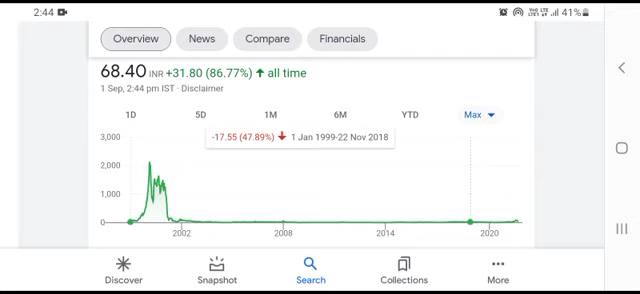 2:44 41%
Overview News Compare Financials
68.40 INR +31.80 (86.77%) ↑ all time
1 Sep, 2:44 pm IST · Disclaimer
1D 5D 1M 6M YTD Max
-17.55 (47.89%) ↓ 1 Jan 1999-22 Nov 2018
3,000
2,000
1,000
0
2002 2008 2014 2020
Discover Snapshot Search Collections More